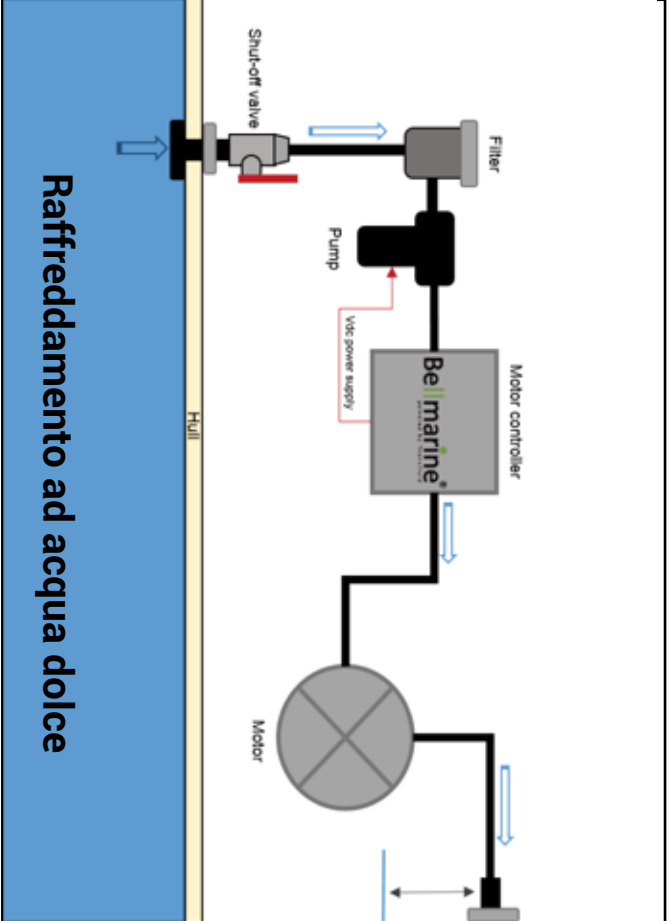 Filter
Shut-off valve
Pump
Motor controller
Vdc power supply
Bellmarine®
Motor
Hull
Raffreddamento ad acqua dolce